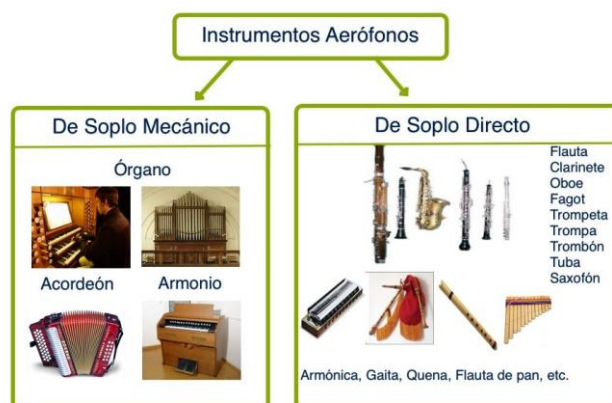 Instrumentos Aerófonos
De Soplo Mecánico
Órgano
Acordeón
Armonio
De Soplo Directo
Flauta
Clarinete
Oboe
Fagot
Trompeta
Trompa
Trombón
Tuba
Saxofón
Armónica, Gaita, Quena, Flauta de pan, etc.